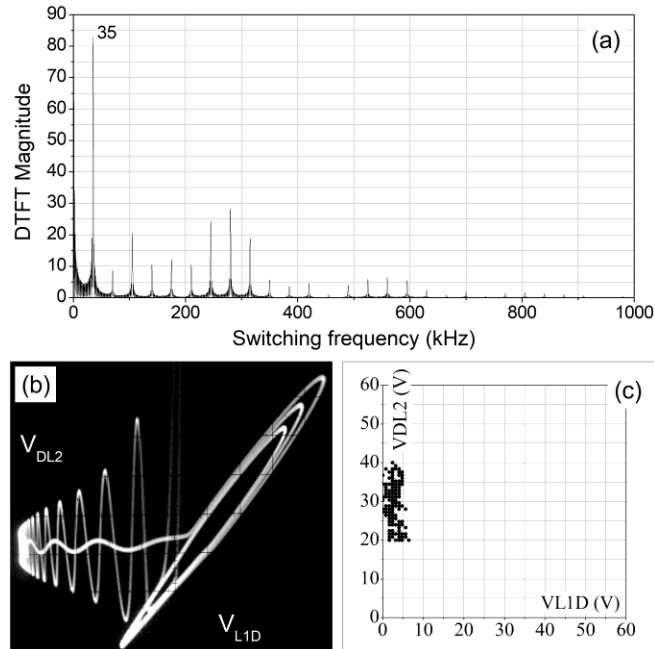 (a)
35
90
80
70
60
50
40
30
20
10
0
DTFT Magnitude
0 200 400 600 800 1000
Switching frequency (kHz)
(b)
V_DL2
V_L1D
(c)
VDL2 (V)
60
50
40
30
20
10
0
VL1D (V)
0 10 20 30 40 50 60